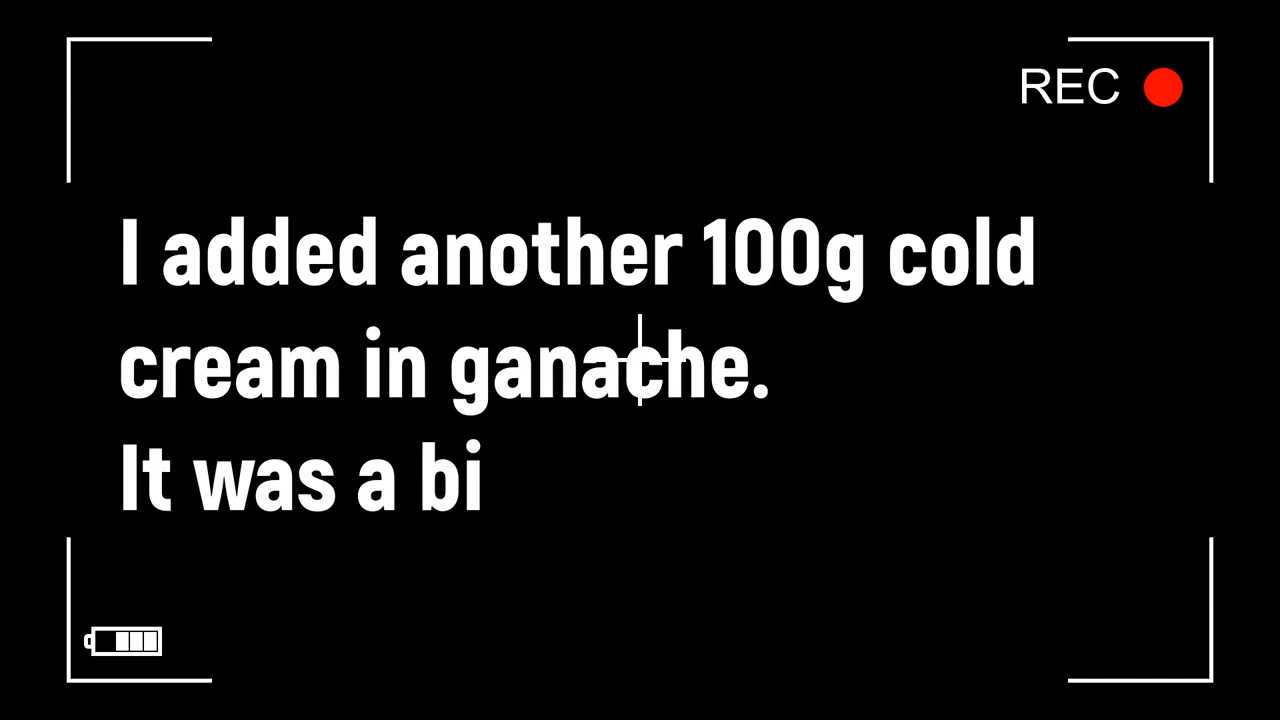 REC
I added another 100g cold
cream in ganache.
It was a bi